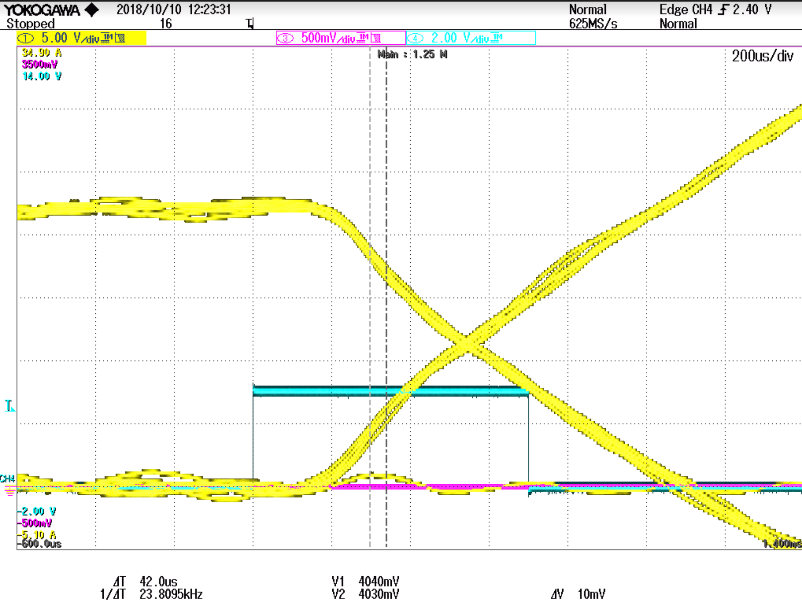 YOKOGAWA ◆ 2018/10/10 12:23:31 Normal Edge CH4 2.40 V
Stopped 16 625MS/s Normal
1 5.00 V/div 3 500mV/div 4 2.00 V/div
34.90 A Main : 1.25 M 200us/div
3500mV
14.00 V
T
CH4
-2.00 V
-500mV
-5.10 A
-600.0us 1.400ms
ΔT 42.0us V1 4040mV
1/ΔT 23.8095kHz V2 4030mV ΔV 10mV